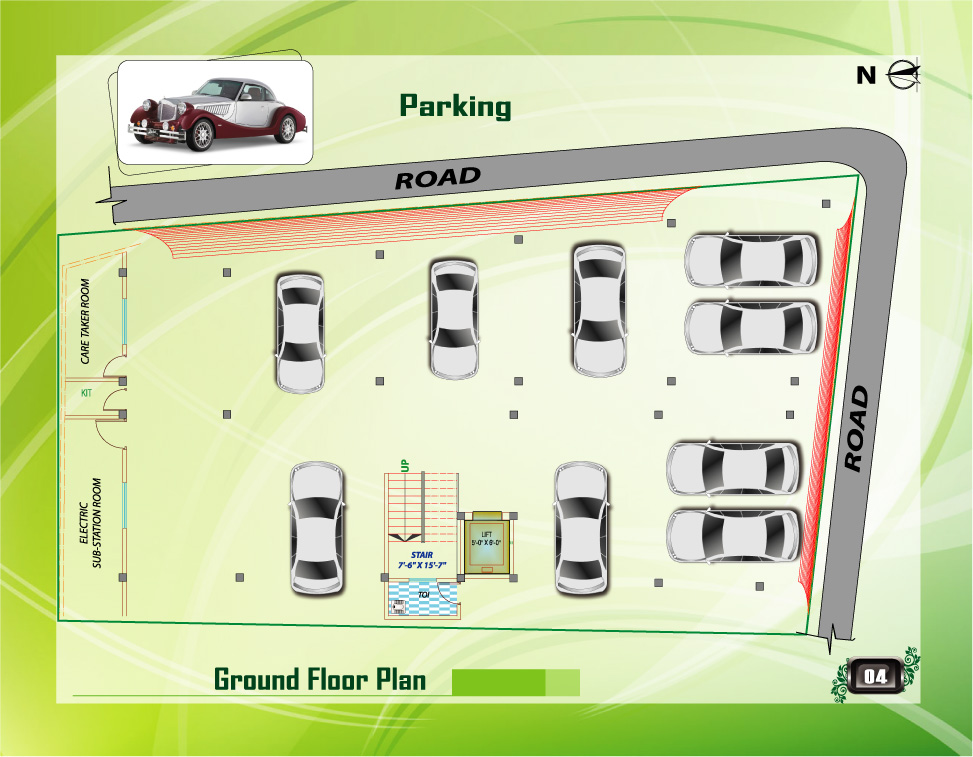 N
Parking
ROAD
CARE TAKER ROOM
KIT
ROAD
UP
ELECTRIC
SUB-STATION ROOM
LIFT
5'-0" X 6'-0"
STAIR
7'-6" X 15'-7"
TOI
Ground Floor Plan
04